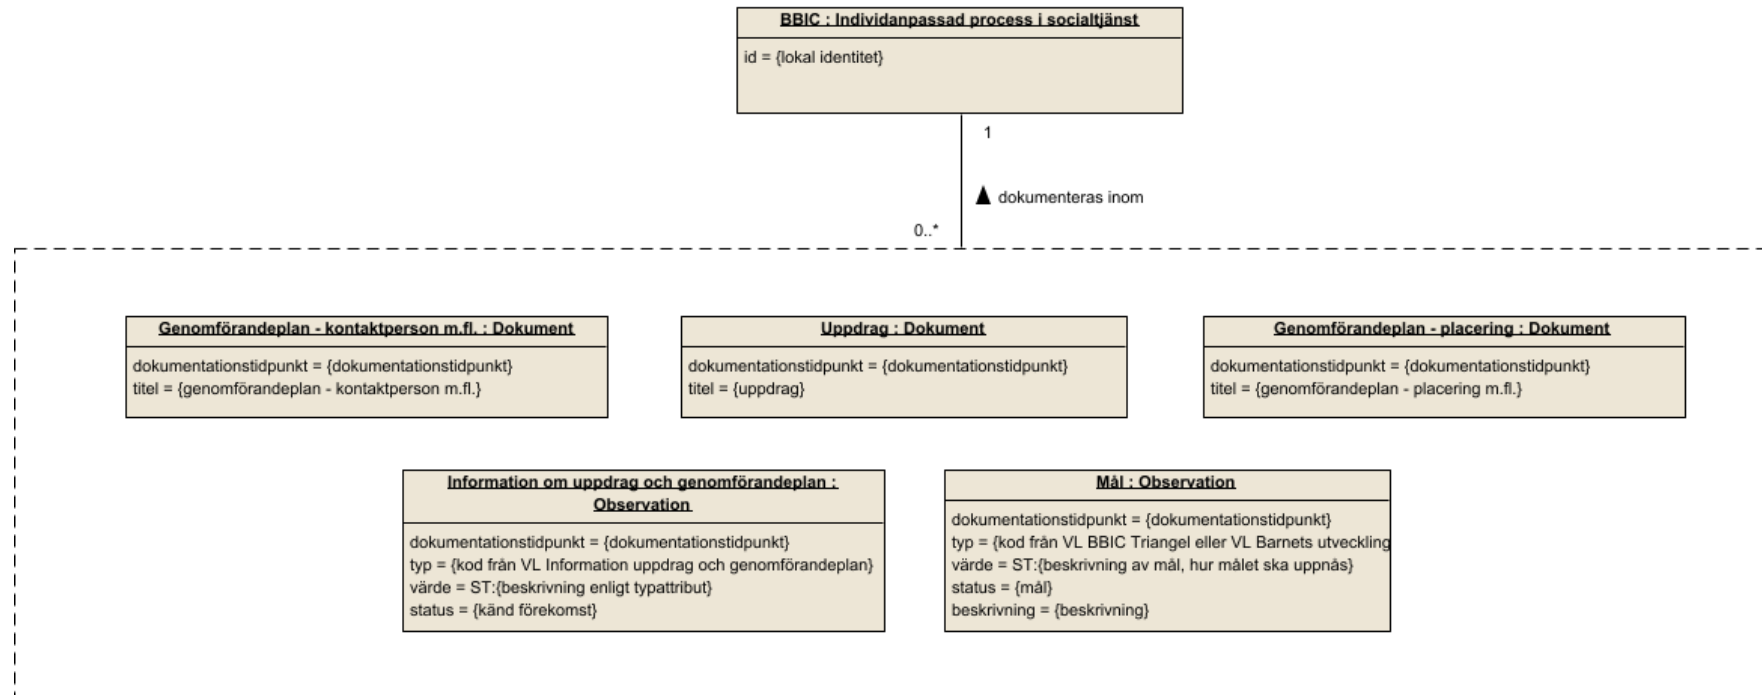 BBIC : Individanpassad process i socialtjänst
id = {lokal identitet}
1
dokumenteras inom
0..*
Genomförandeplan - kontaktperson m.fl. : Dokument
dokumentationstidpunkt = {dokumentationstidpunkt}
titel = {genomförandeplan - kontaktperson m.fl.}
Uppdrag : Dokument
dokumentationstidpunkt = {dokumentationstidpunkt}
titel = {uppdrag}
Genomförandeplan - placering : Dokument
dokumentationstidpunkt = {dokumentationstidpunkt}
titel = {genomförandeplan - placering m.fl.}
Information om uppdrag och genomförandeplan :
Observation
dokumentationstidpunkt = {dokumentationstidpunkt}
typ = {kod från VL Information uppdrag och genomförandeplan}
värde = ST:{beskrivning enligt typattribut}
status = {känd förekomst}
Mål : Observation
dokumentationstidpunkt = {dokumentationstidpunkt}
typ = {kod från VL BBIC Triangel eller VL Barnets utveckling
värde = ST:{beskrivning av mål, hur målet ska uppnås}
status = {mål}
beskrivning = {beskrivning}